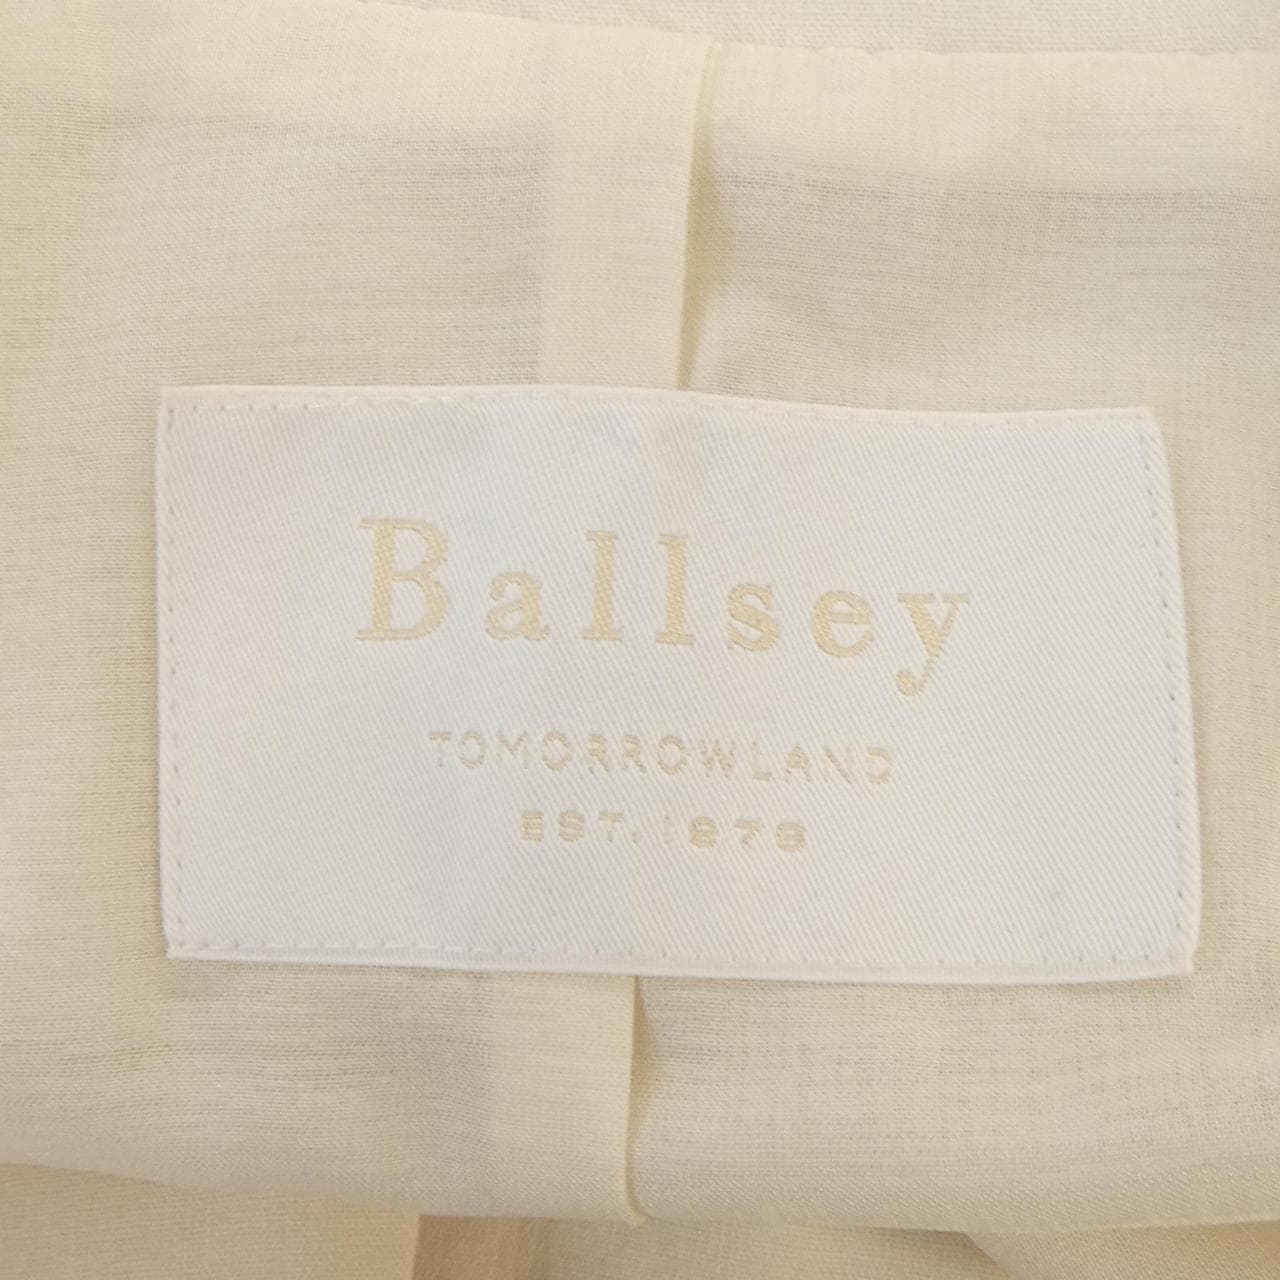 Ballsey
TOMORROWLAND
EST. 1978